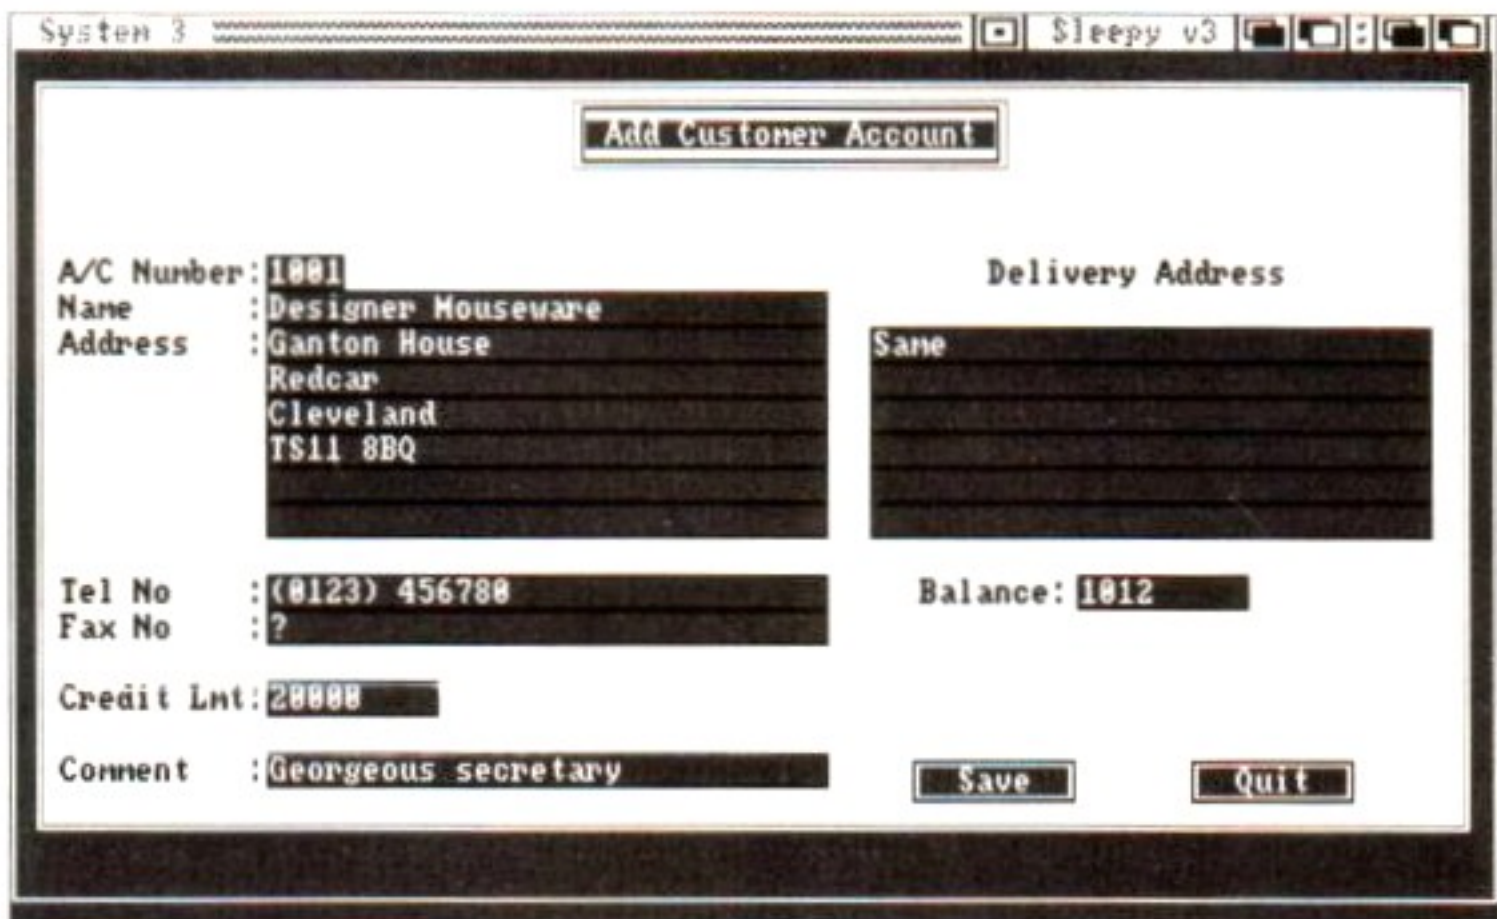 System 3 Sleepy v3
Add Customer Account
A/C Number:1001
Delivery Address
Name :Designer Mouseware
Address :Ganton House
Same
Redcar
Cleveland
TS11 8BQ
Tel No :(0123) 456780
Balance:1012
Fax No :?
Credit Lmt:20000
Comment :Georgeous secretary
Save Quit